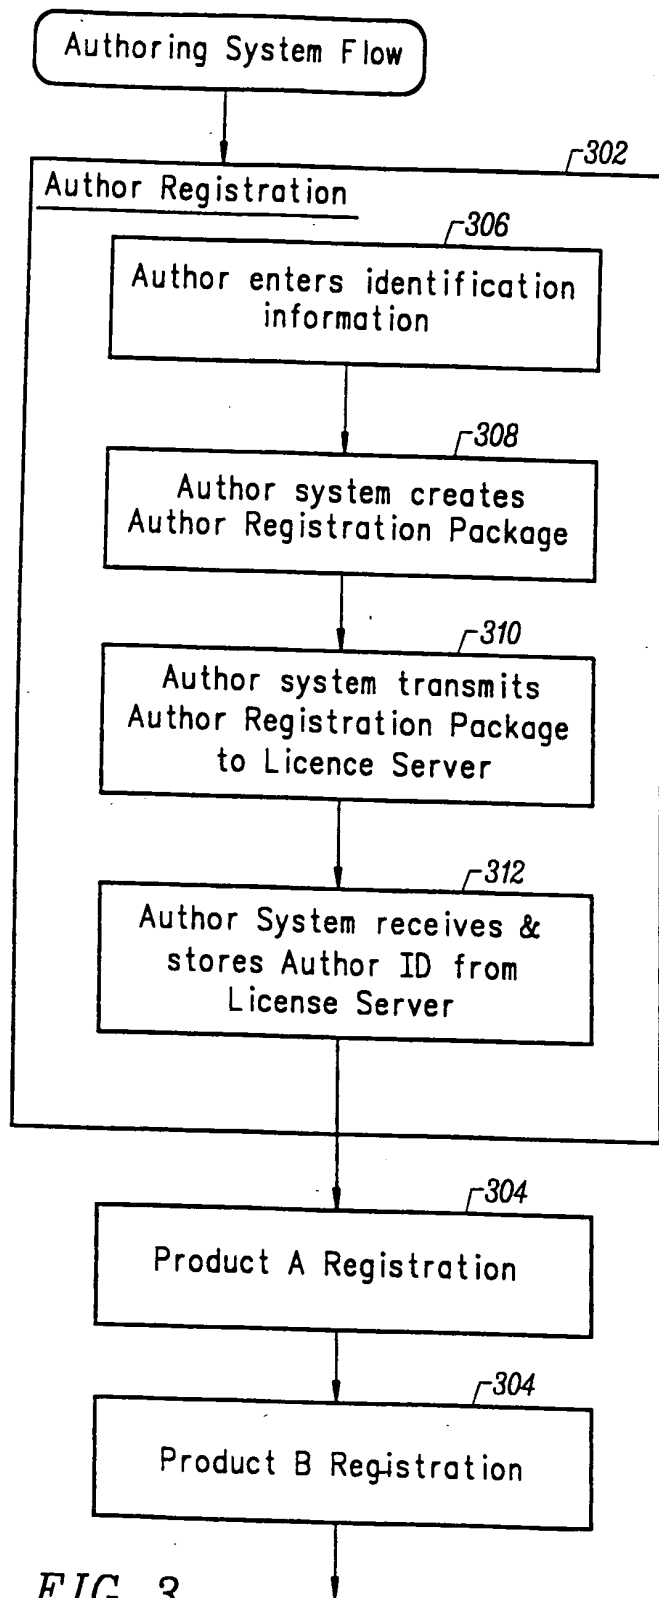 Authoring System Flow
302
Author Registration
306
Author enters identification
information
308
Author system creates
Author Registration Package
310
Author system transmits
Author Registration Package
to Licence Server
312
Author System receives &
stores Author ID from
License Server
304
Product A Registration
304
Product B Registration
FIG. 3